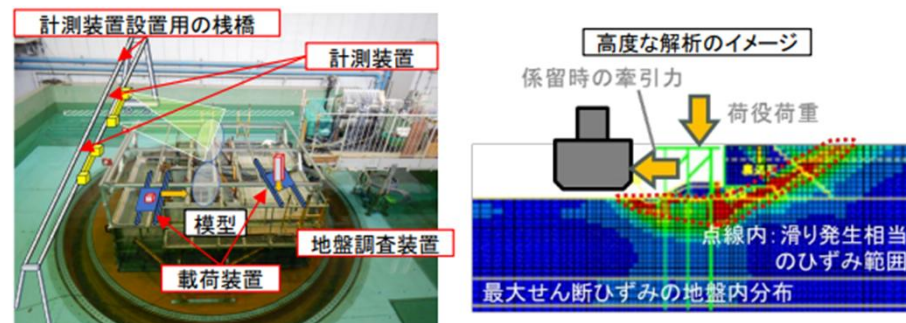 計測装置設置用の桟橋
計測装置
模型
地盤調査装置
載荷装置
高度な解析のイメージ
係留時の牽引力
荷役荷重
点線内:滑り発生相当
のひずみ範囲
最大せん断ひずみの地盤内分布